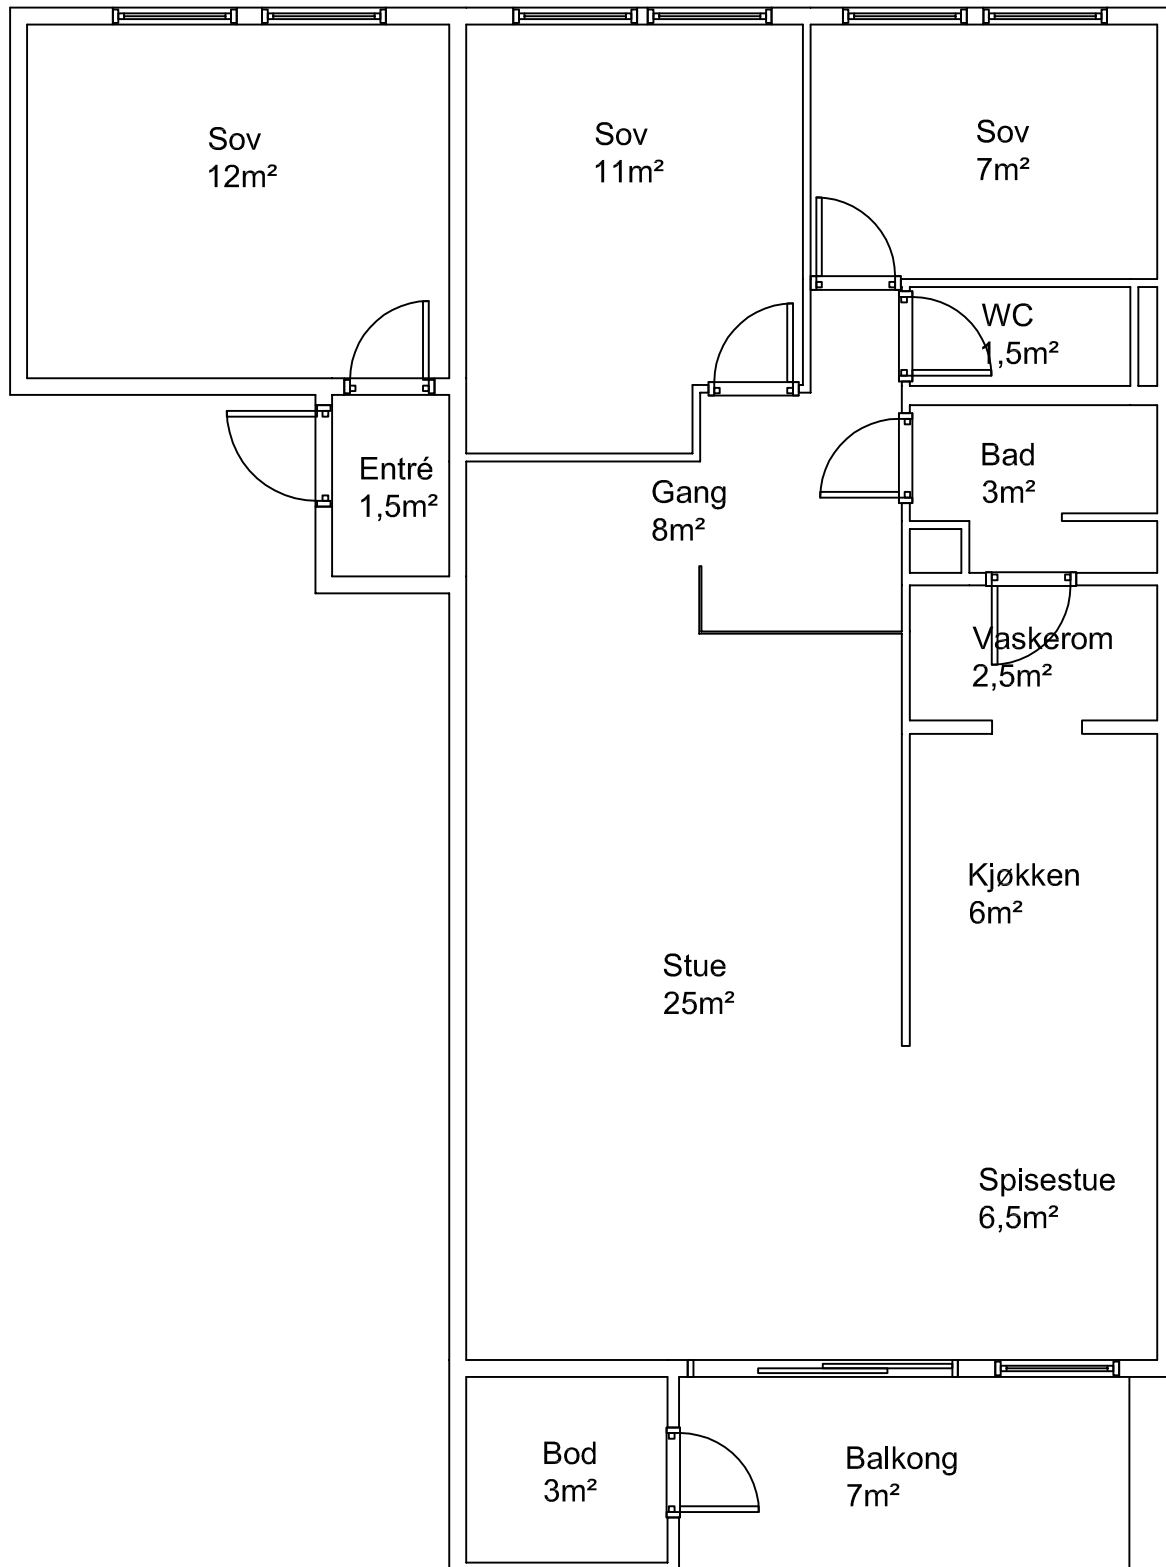 Sov
12m²
Sov
11m²
Sov
7m²
WC
1,5m²
Entré
1,5m²
Gang
8m²
Bad
3m²
Vaskerom
2,5m²
Kjøkken
6m²
Stue
25m²
Spisestue
6,5m²
Bod
3m²
Balkong
7m²